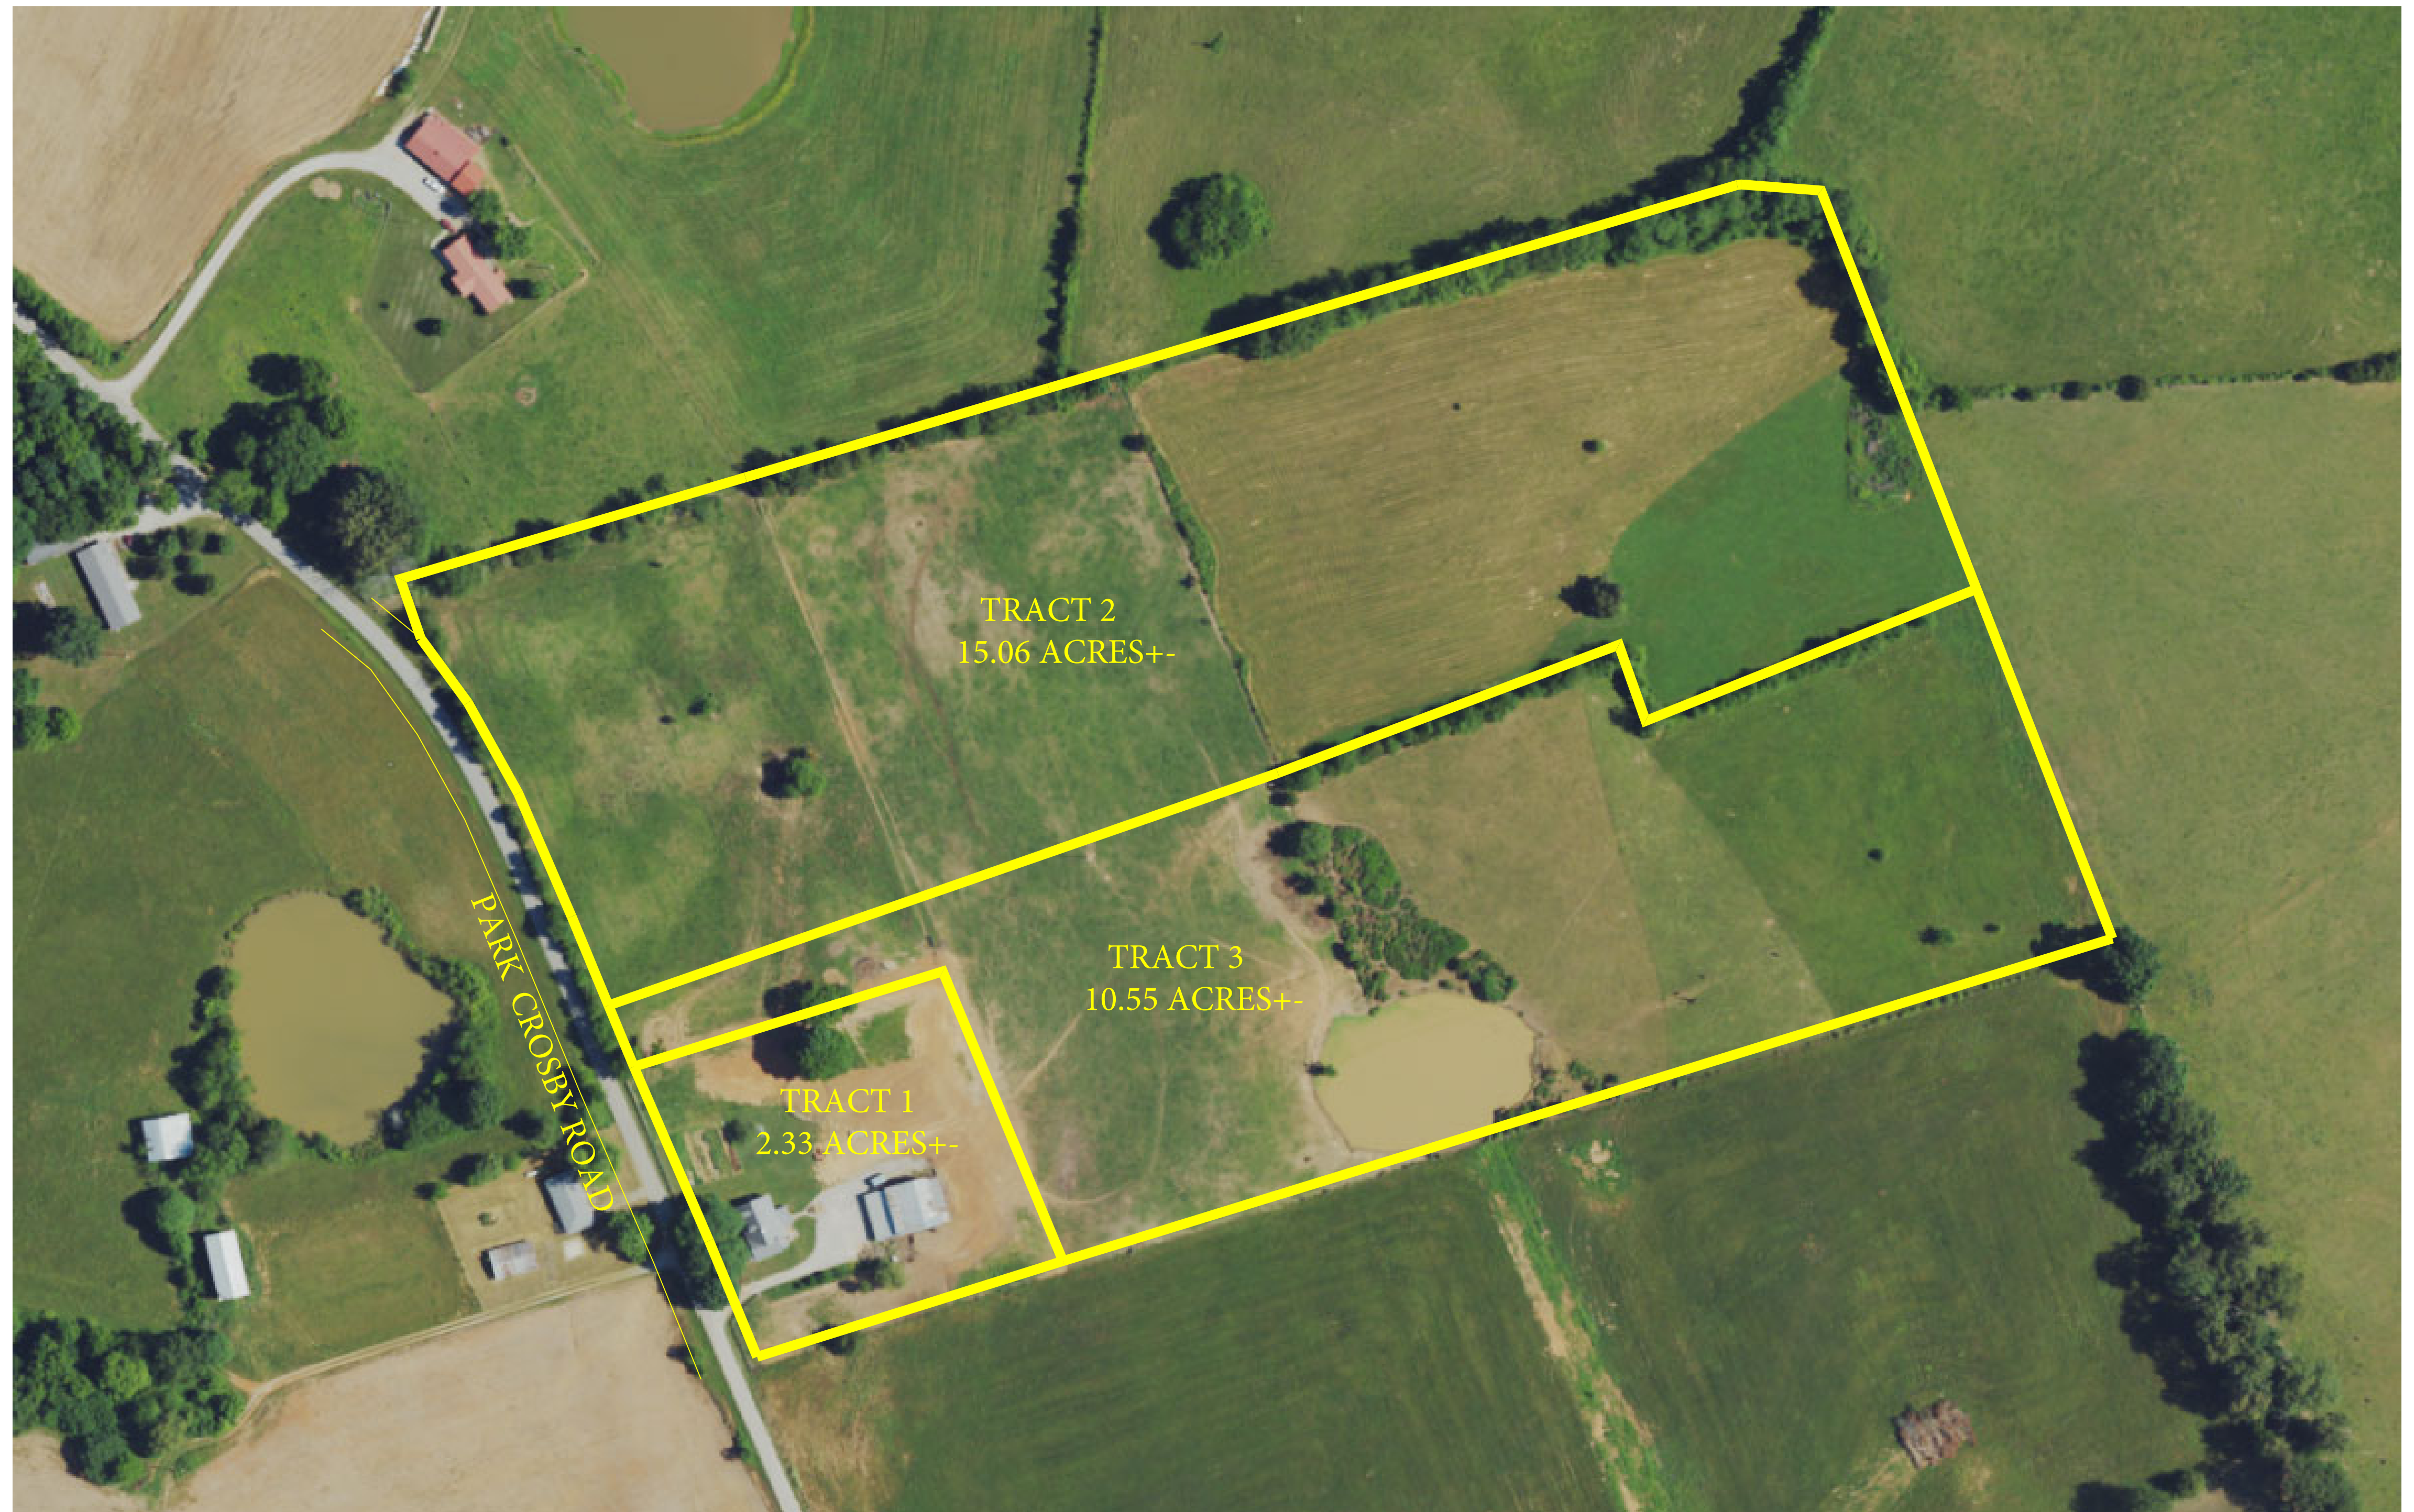 TRACT 2
15.06 ACRES+-
TRACT 3
10.55 ACRES+-
PARK CROSBY ROAD
TRACT 1
2.33 ACRES+-